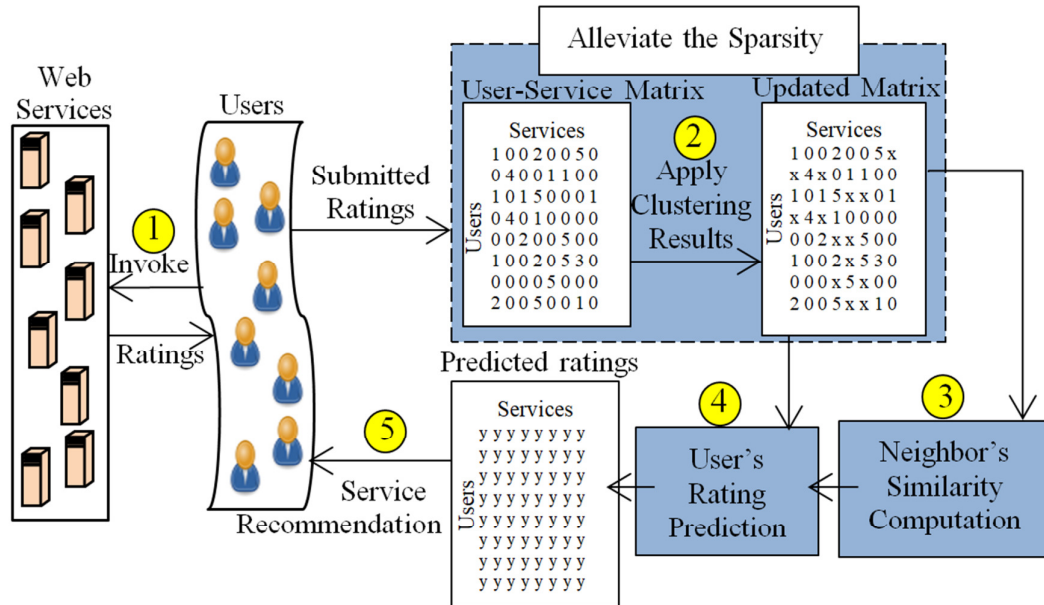 Alleviate the Sparsity
Web
Services
Users
User-Service Matrix
Updated Matrix
Services
1 0 0 2 0 0 5 0
0 4 0 0 1 1 0 0
1 0 1 5 0 0 0 1
0 4 0 1 0 0 0 0
0 0 2 0 0 5 0 0
1 0 0 2 0 5 3 0
0 0 0 0 5 0 0 0
2 0 0 5 0 0 1 0
Users
2
Apply
Clustering
Results
Services
1 0 0 2 0 0 5 x
x 4 x 0 1 1 0 0
1 0 1 5 x x 0 1
x 4 x 1 0 0 0 0
0 0 2 x x 5 0 0
1 0 0 2 x 5 3 0
0 0 0 x 5 x 0 0
2 0 0 5 x x 1 0
Users
Submitted
Ratings
1
Invoke
Ratings
Predicted ratings
Services
y y y y y y y y
y y y y y y y y
y y y y y y y y
y y y y y y y y
y y y y y y y y
y y y y y y y y
y y y y y y y y
y y y y y y y y
Users
5
Service
Recommendation
4
User's
Rating
Prediction
3
Neighbor's
Similarity
Computation